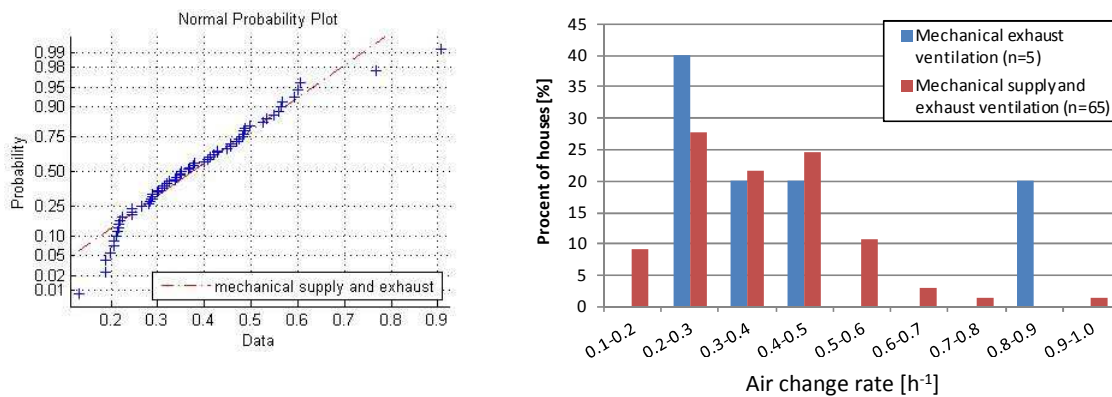 Normal Probability Plot
0.99
0.98
0.95
0.90
0.75
0.50
0.25
0.10
0.05
0.02
0.01
Probability
mechanical supply and exhaust
0.2 0.3 0.4 0.5 0.6 0.7 0.8 0.9
Data
45
40
35
30
25
20
15
10
5
0
Procent of houses [%]
Mechanical exhaust
ventilation (n=5)
Mechanical supply and
exhaust ventilation (n=65)
0.1-0.2 0.2-0.3 0.3-0.4 0.4-0.5 0.5-0.6 0.6-0.7 0.7-0.8 0.8-0.9 0.9-1.0
Air change rate [h⁻¹]